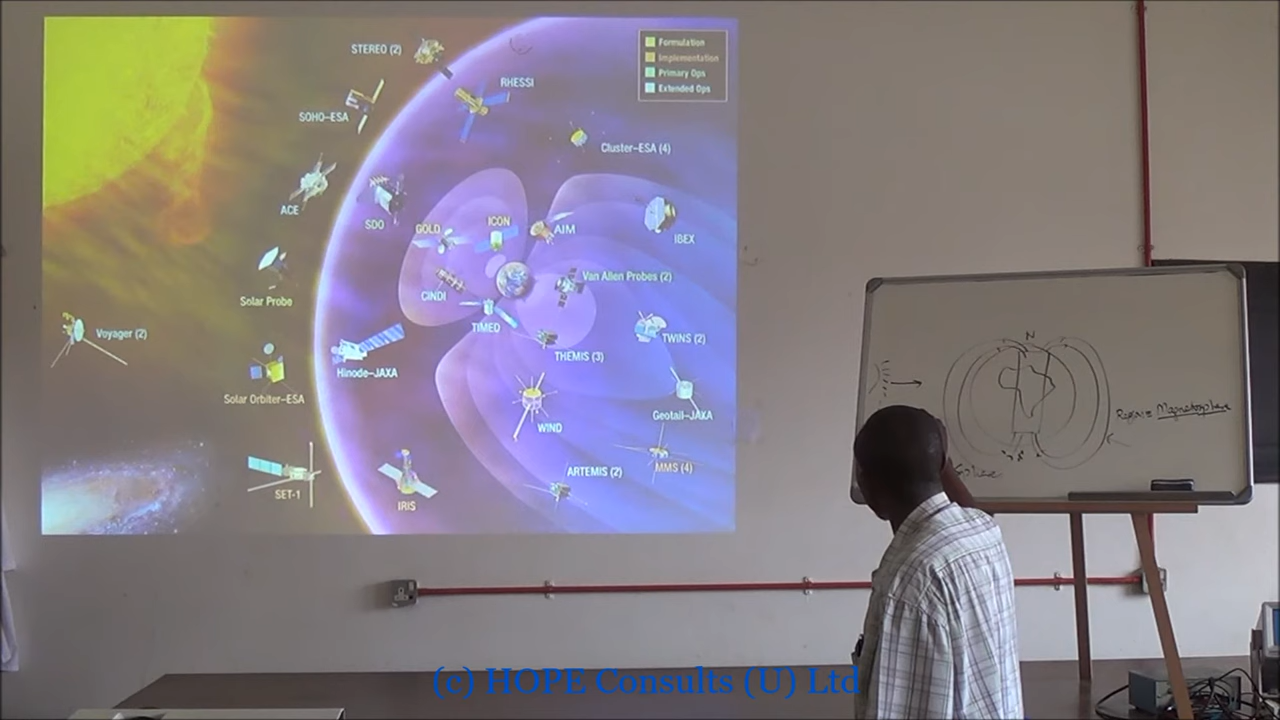 STEREO (2)
RHESSI
SOHO–ESA
Cluster–ESA (4)
ACE
SDO
GOLD
ICON
AIM
IBEX
Solar Probe
CINDI
Van Allen Probes (2)
Voyager (2)
TIMED
TWINS (2)
THEMIS (3)
Hinode–JAXA
Solar Orbiter–ESA
WIND
Geotail–JAXA
SET-1
IRIS
ARTEMIS (2)
MMS (4)
Formulation
Implementation
Primary Ops
Extended Ops
N
Magnetosphere
(c) HOPE Consults (U) Ltd